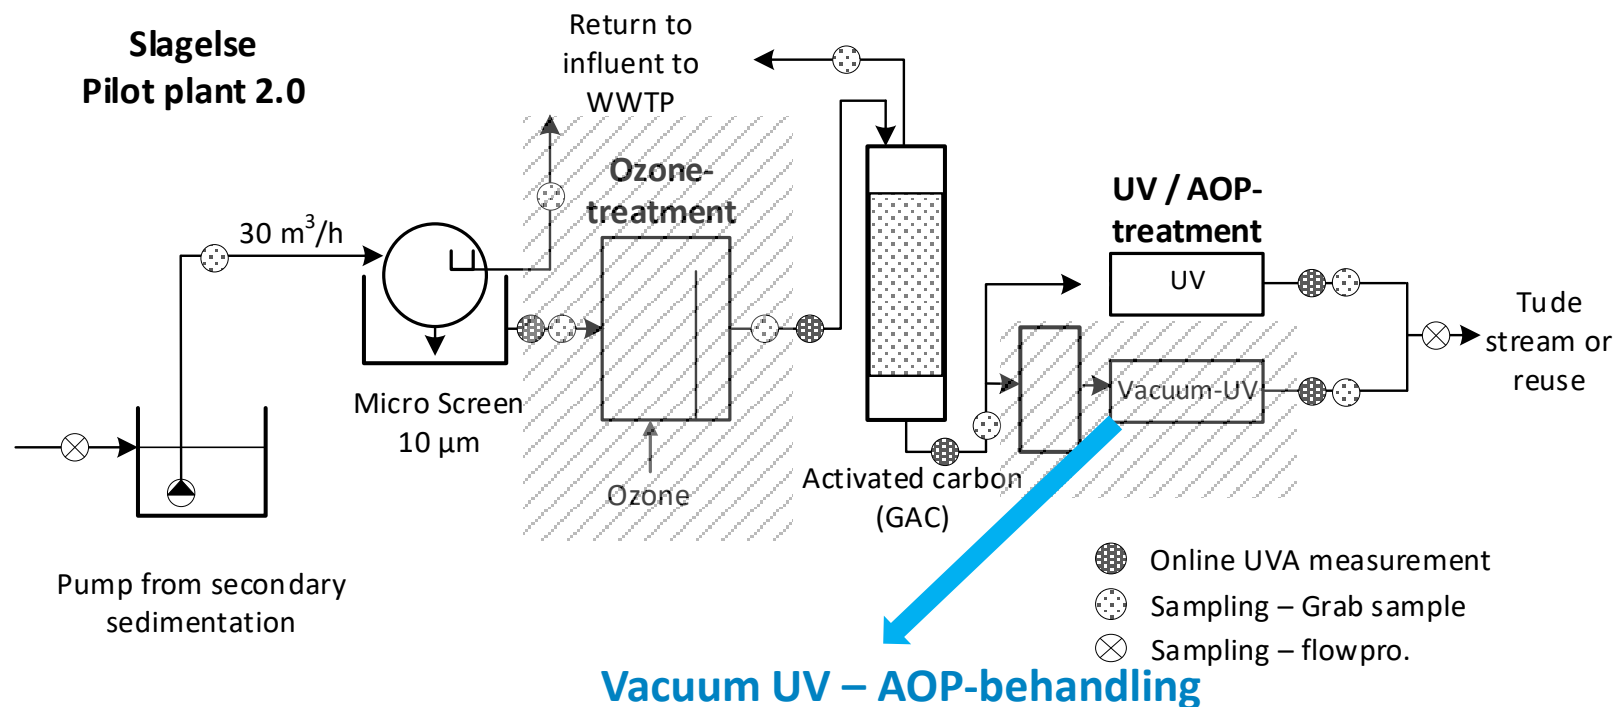 Slagelse
Pilot plant 2.0
Return to
influent to
WWTP
Ozone-
treatment
30 m³/h
UV / AOP-
treatment
UV
Tude
stream or
reuse
Vacuum-UV
Micro Screen
10 µm
Ozone
Activated carbon
(GAC)
Pump from secondary
sedimentation
Online UVA measurement
Sampling – Grab sample
Sampling – flowpro.
Vacuum UV – AOP-behandling